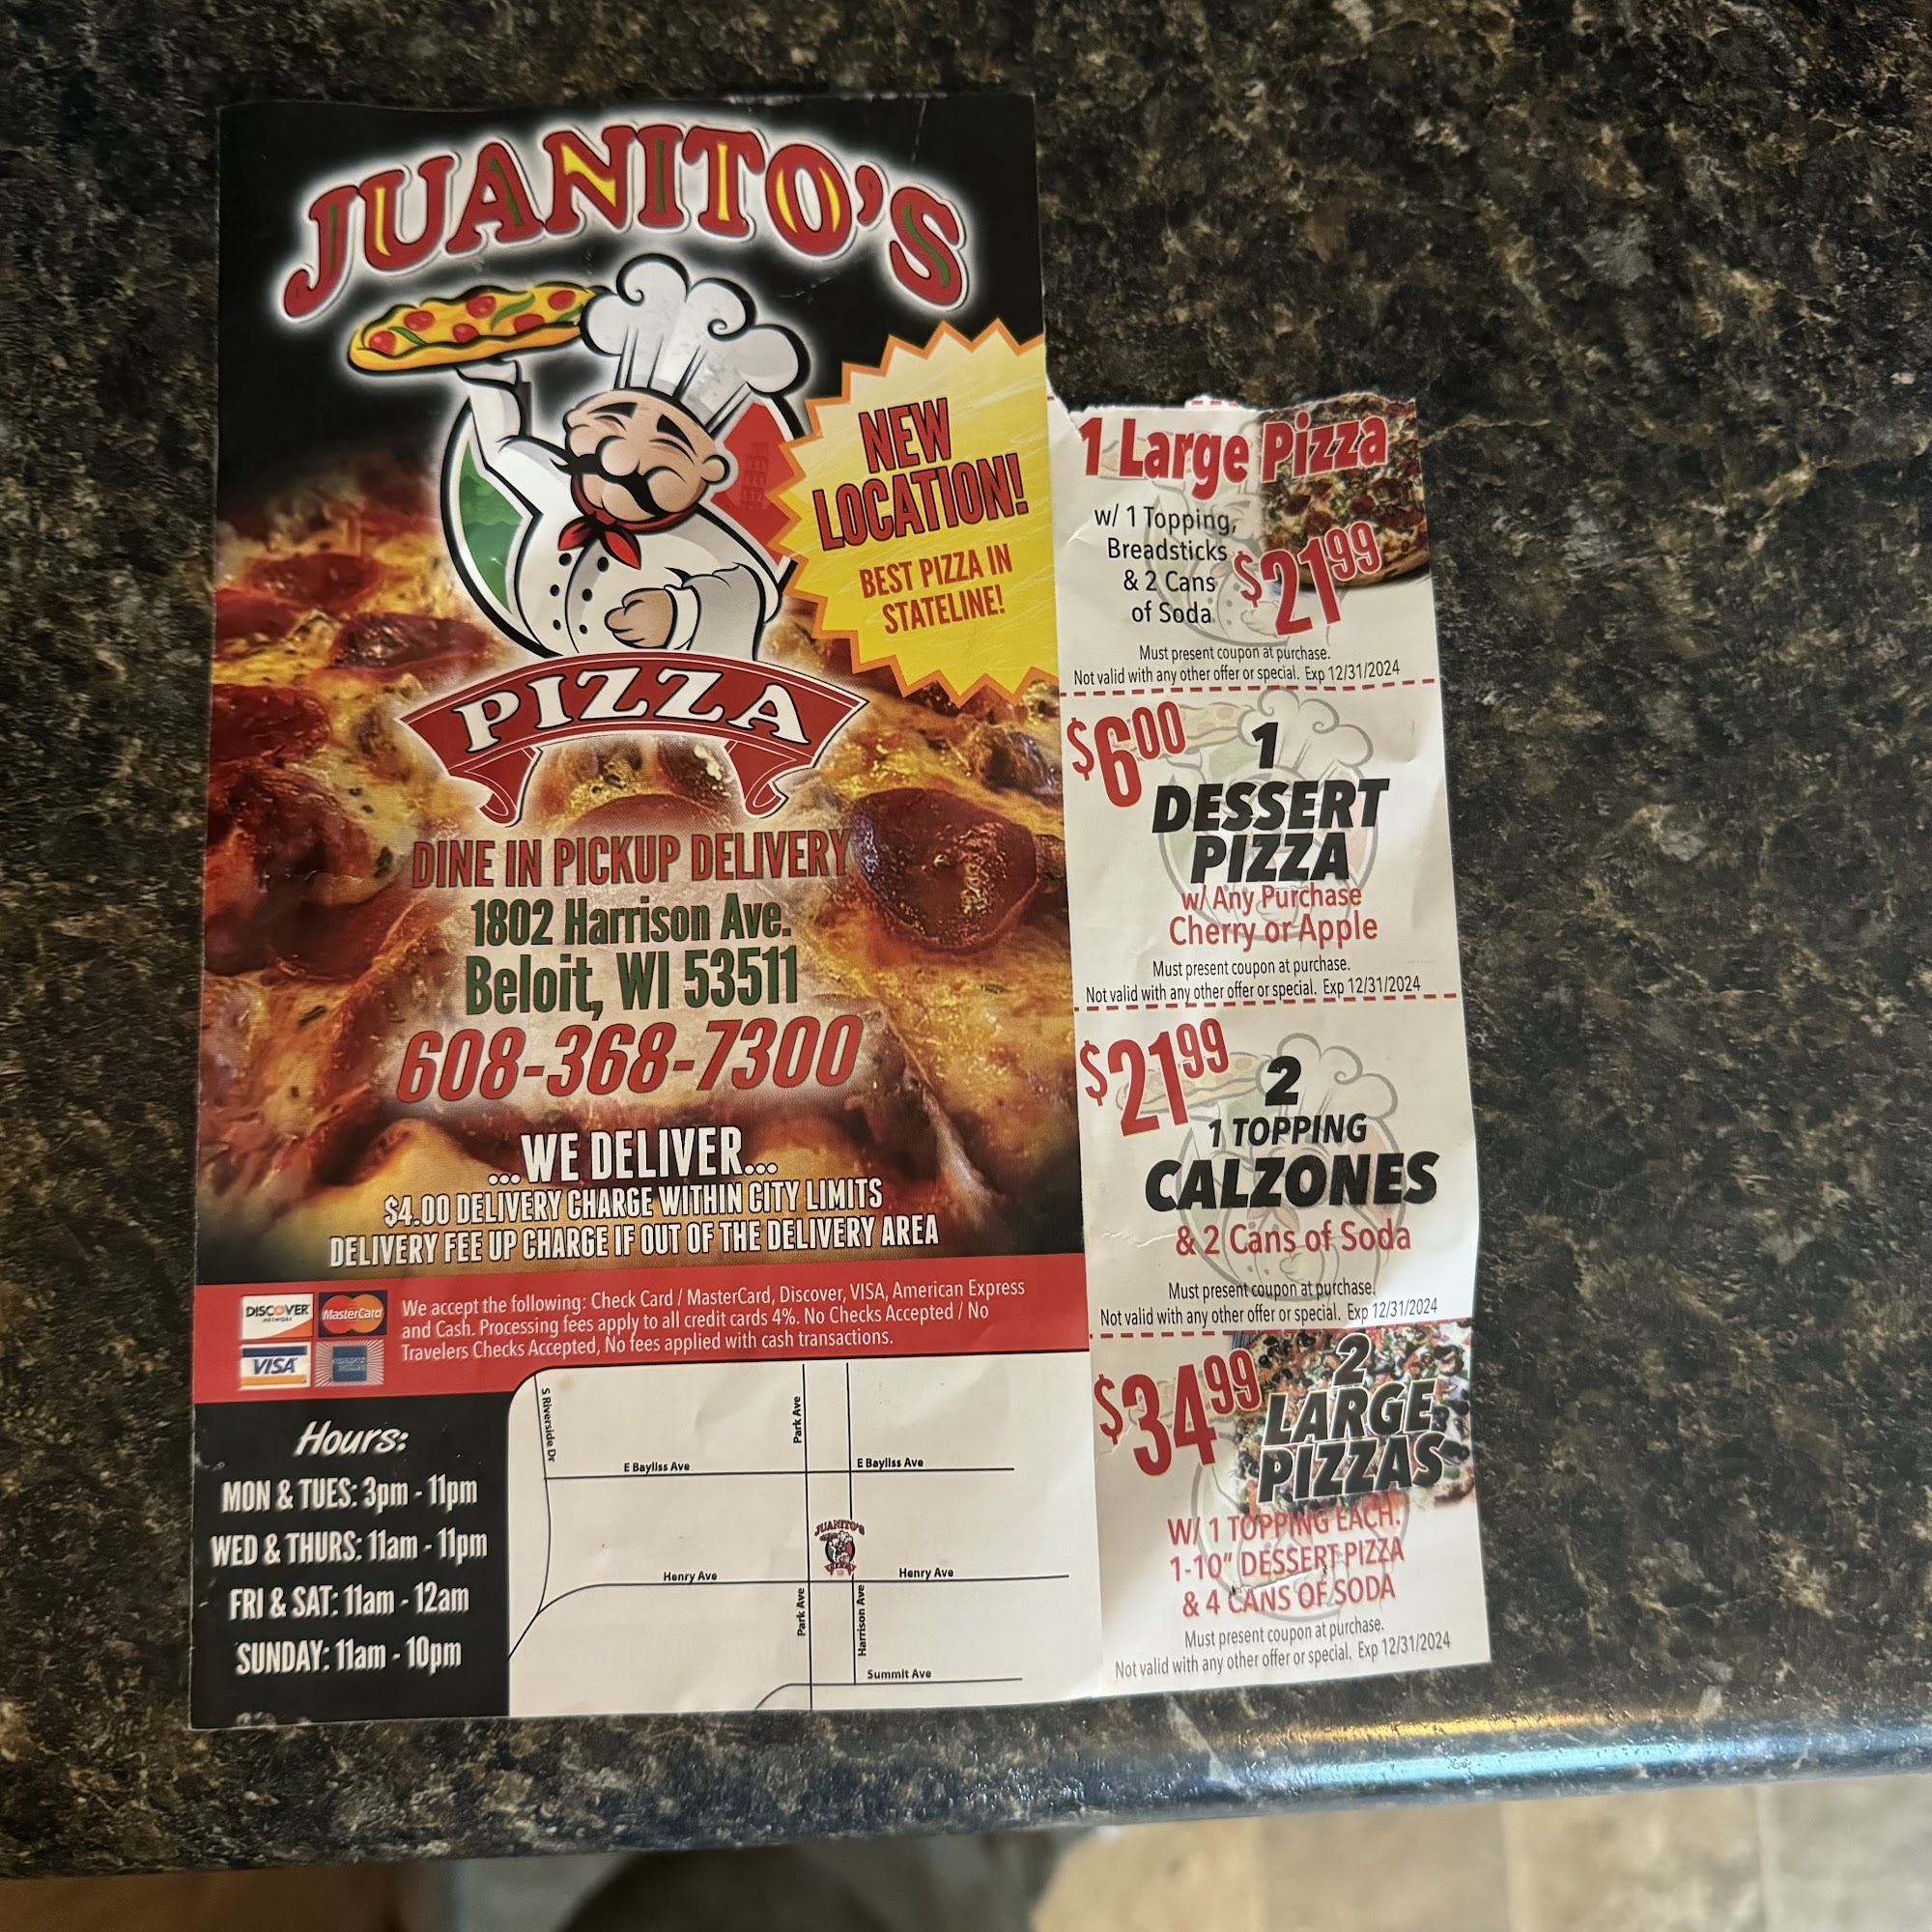 JUANITO'S
PIZZA
NEW
LOCATION!
BEST PIZZA IN
STATELINE!
DINE IN PICKUP DELIVERY
1802 Harrison Ave.
Beloit, WI 53511
608-368-7300
...WE DELIVER...
$4.00 DELIVERY CHARGE WITHIN CITY LIMITS
DELIVERY FEE UP CHARGE IF OUT OF THE DELIVERY AREA
DISCOVER
NETWORK
MasterCard
VISA
AMERICAN EXPRESS
We accept the following: Check Card / MasterCard, Discover, VISA, American Express
and Cash. Processing fees apply to all credit cards 4%. No Checks Accepted / No
Travelers Checks Accepted, No fees applied with cash transactions.
Hours:
MON & TUES: 3pm - 11pm
WED & THURS: 11am - 11pm
FRI & SAT: 11am - 12am
SUNDAY: 11am - 10pm
S Riverside Dr
Park Ave
E Bayliss Ave
E Bayliss Ave
JUANITO'S
PIZZA
Henry Ave
Henry Ave
Park Ave
Harrison Ave
Summit Ave
1 Large Pizza
w/ 1 Topping,
Breadsticks
& 2 Cans
of Soda
$21.99
Must present coupon at purchase.
Not valid with any other offer or special. Exp 12/31/2024
$6.00
1
DESSERT
PIZZA
w/ Any Purchase
Cherry or Apple
Must present coupon at purchase.
Not valid with any other offer or special. Exp 12/31/2024
$21.99
2
1 TOPPING
CALZONES
& 2 Cans of Soda
Must present coupon at purchase.
Not valid with any other offer or special. Exp 12/31/2024
$34.99
2
LARGE
PIZZAS
W/ 1 TOPPING EACH.
1-10" DESSERT PIZZA
& 4 CANS OF SODA
Must present coupon at purchase.
Not valid with any other offer or special. Exp 12/31/2024